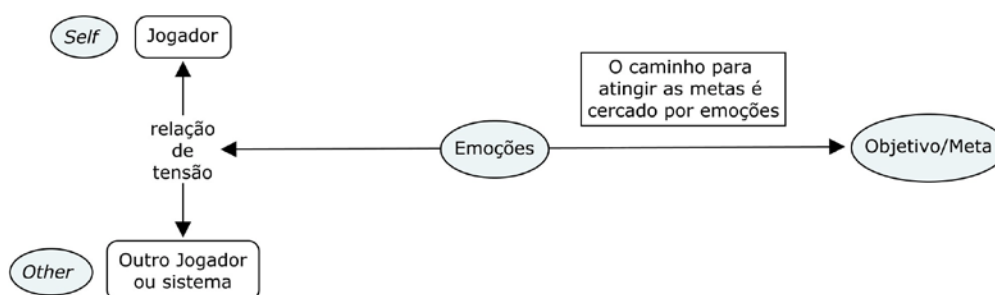 Self
Jogador
O caminho para
atingir as metas é
cercado por emoções
relação
de
tensão
Emoções
Objetivo/Meta
Other
Outro Jogador
ou sistema